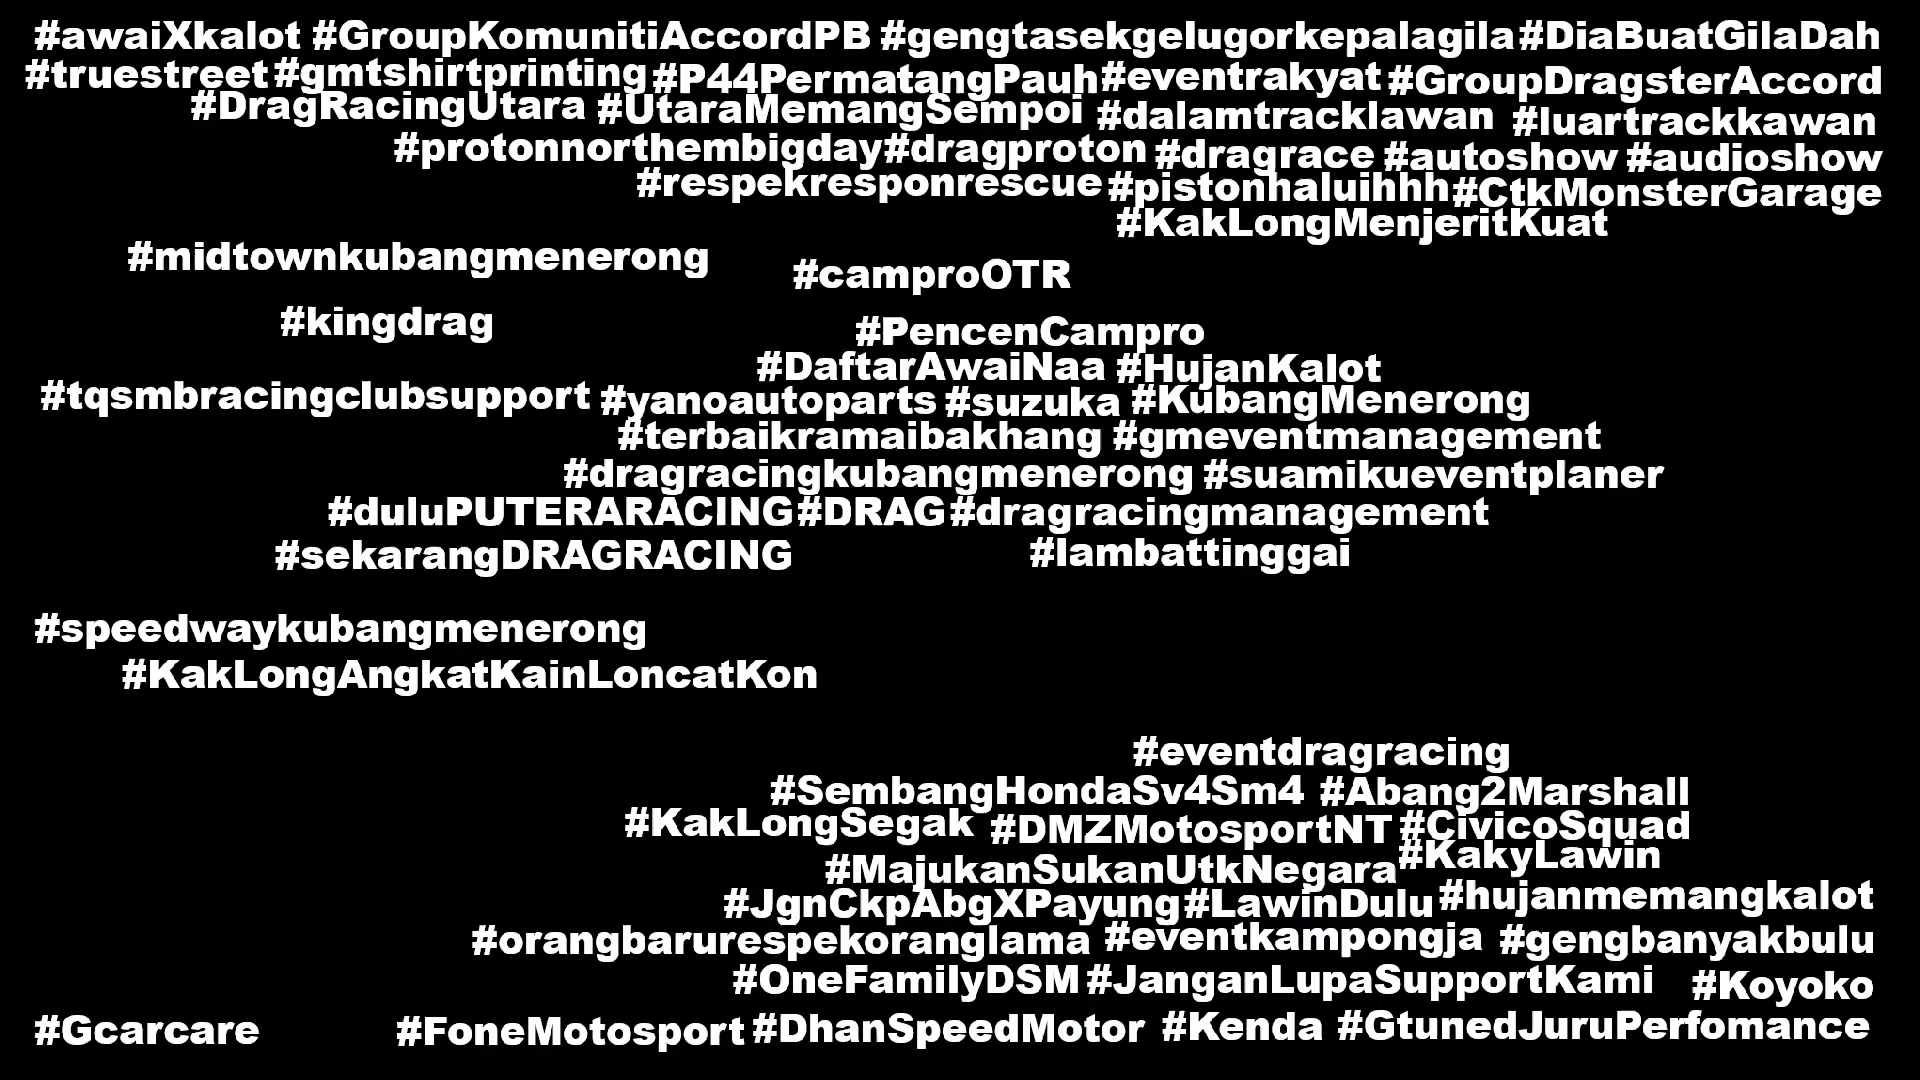 #awaiXkalot #GroupKomunitiAccordPB #gengtasekgelugorkepalagila #DiaBuatGilaDah
#truestreet #gmtshirtprinting #P44PermatangPauh #eventrakyat #GroupDragsterAccord
#DragRacingUtara #UtaraMemangSempoi #dalamtracklawan #luartrackkawan
#protonnorthembigday #dragproton #dragrace #autoshow #audioshow
#respekresponrescue #pistonhaluihhh #CtkMonsterGarage
#KakLongMenjeritKuat
#midtownkubangmenerong #camproOTR
#kingdrag #PencenCampro
#DaftarAwaiNaa #HujanKalot
#tqsmbracingclubsupport #yanoautoparts #suzuka #KubangMenerong
#terbaikramaibakhang #gmeventmanagement
#dragracingkubangmenerong #suamikueventplaner
#duluPUTERARACING #DRAG #dragracingmanagement
#sekarangDRAGRACING #lambattinggai
#speedwaykubangmenerong
#KakLongAngkatKainLoncatKon
#eventdragracing
#SembangHondaSv4Sm4 #Abang2Marshall
#KakLongSegak #DMZMotosportNT #CivicoSquad
#MajukanSukanUtkNegara #KakyLawin
#JgnCkpAbgXPayung #LawinDulu #hujanmemangkalot
#orangbarurespekoranglama #eventkampongja #gengbanyakbulu
#OneFamilyDSM #JanganLupaSupportKami #Koyoko
#Gcarcare #FoneMotosport #DhanSpeedMotor #Kenda #GtunedJuruPerfomance